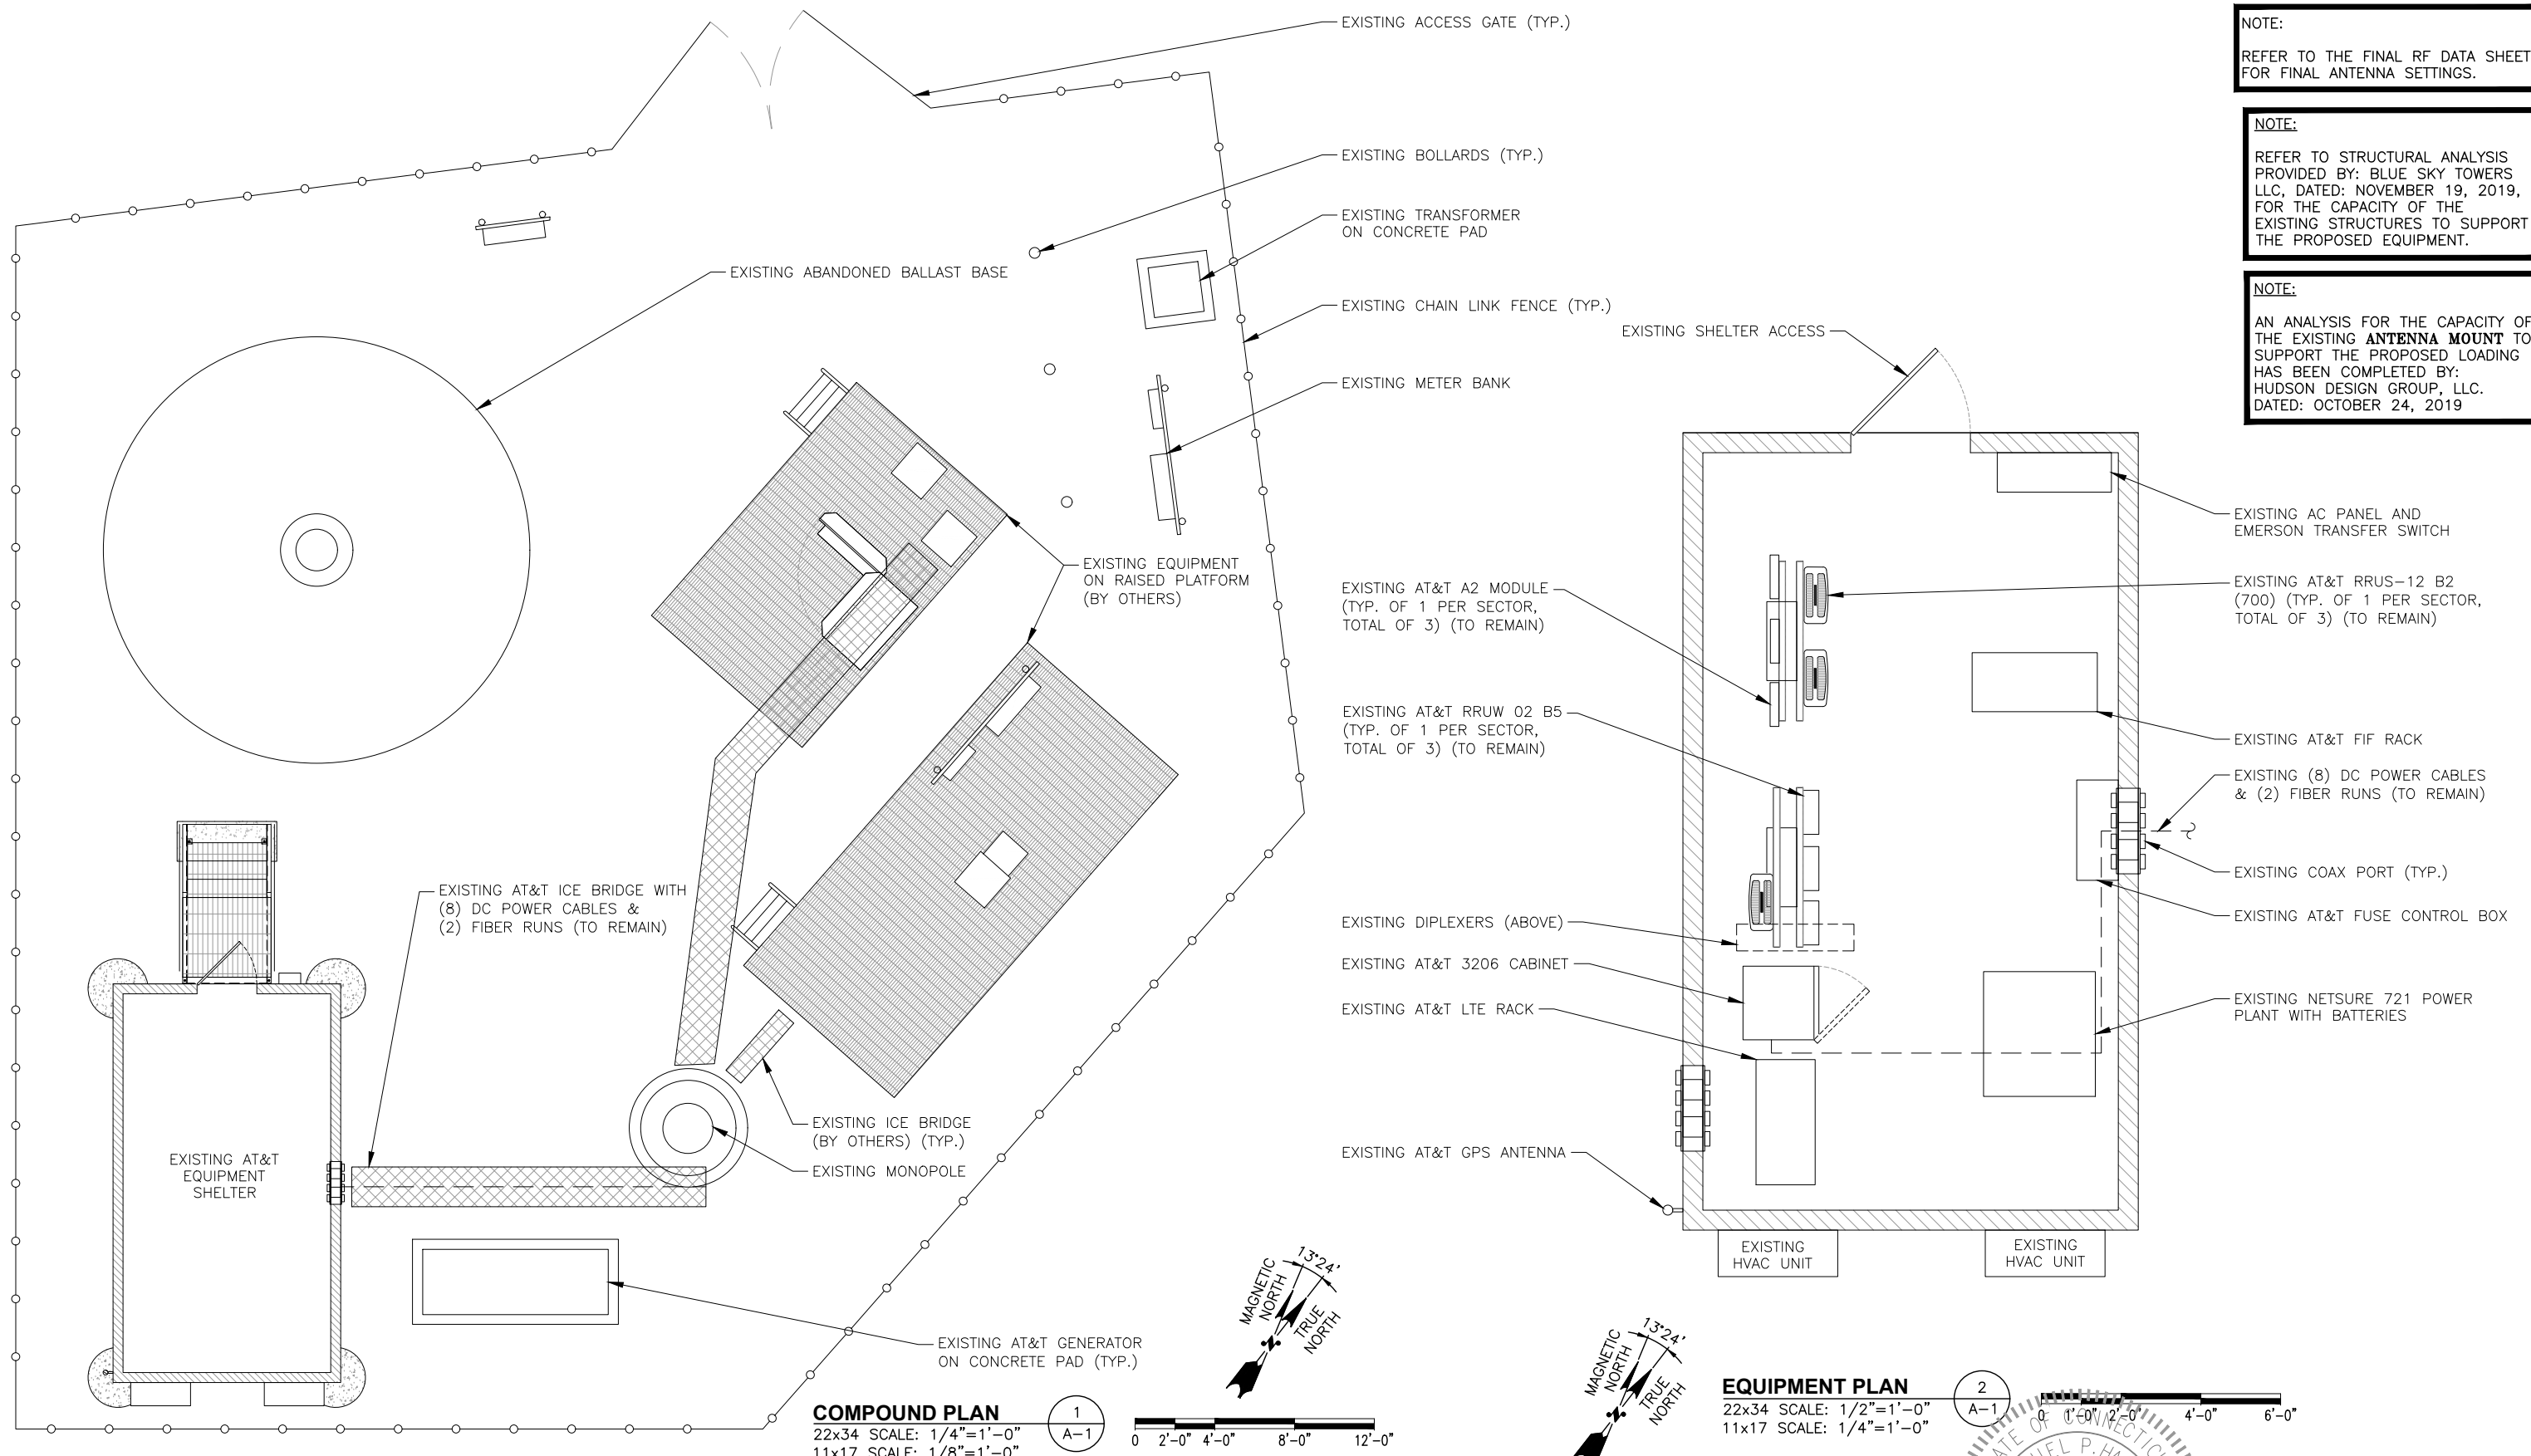 EXISTING ACCESS GATE (TYP.)
EXISTING BOLLARDS (TYP.)
EXISTING TRANSFORMER
ON CONCRETE PAD
EXISTING ABANDONED BALLAST BASE
EXISTING CHAIN LINK FENCE (TYP.)
EXISTING METER BANK
EXISTING EQUIPMENT
ON RAISED PLATFORM
(BY OTHERS)
EXISTING AT&T ICE BRIDGE WITH
(8) DC POWER CABLES &
(2) FIBER RUNS (TO REMAIN)
EXISTING ICE BRIDGE
(BY OTHERS) (TYP.)
EXISTING MONOPOLE
EXISTING AT&T
EQUIPMENT
SHELTER
EXISTING AT&T GENERATOR
ON CONCRETE PAD (TYP.)
MAGNETIC
NORTH
13°24'
TRUE
NORTH
COMPOUND PLAN
22x34 SCALE: 1/4"=1'-0"
11x17 SCALE: 1/8"=1'-0"
1
A-1
0 2'-0" 4'-0" 8'-0" 12'-0"
NOTE:
REFER TO THE FINAL RF DATA SHEET
FOR FINAL ANTENNA SETTINGS.
NOTE:
REFER TO STRUCTURAL ANALYSIS
PROVIDED BY: BLUE SKY TOWERS
LLC, DATED: NOVEMBER 19, 2019,
FOR THE CAPACITY OF THE
EXISTING STRUCTURES TO SUPPORT
THE PROPOSED EQUIPMENT.
NOTE:
AN ANALYSIS FOR THE CAPACITY OF
THE EXISTING ANTENNA MOUNT TO
SUPPORT THE PROPOSED LOADING
HAS BEEN COMPLETED BY:
HUDSON DESIGN GROUP, LLC.
DATED: OCTOBER 24, 2019
EXISTING SHELTER ACCESS
EXISTING AC PANEL AND
EMERSON TRANSFER SWITCH
EXISTING AT&T A2 MODULE
(TYP. OF 1 PER SECTOR,
TOTAL OF 3) (TO REMAIN)
EXISTING AT&T RRUS-12 B2
(700) (TYP. OF 1 PER SECTOR,
TOTAL OF 3) (TO REMAIN)
EXISTING AT&T RRUW 02 B5
(TYP. OF 1 PER SECTOR,
TOTAL OF 3) (TO REMAIN)
EXISTING AT&T FIF RACK
EXISTING (8) DC POWER CABLES
& (2) FIBER RUNS (TO REMAIN)
EXISTING COAX PORT (TYP.)
EXISTING AT&T FUSE CONTROL BOX
EXISTING DIPLEXERS (ABOVE)
EXISTING AT&T 3206 CABINET
EXISTING AT&T LTE RACK
EXISTING NETSURE 721 POWER
PLANT WITH BATTERIES
EXISTING AT&T GPS ANTENNA
EXISTING
HVAC UNIT
EXISTING
HVAC UNIT
MAGNETIC
NORTH
13°24'
TRUE
NORTH
EQUIPMENT PLAN
22x34 SCALE: 1/2"=1'-0"
11x17 SCALE: 1/4"=1'-0"
2
A-1
0 1'-0" 2'-0" 4'-0" 6'-0"